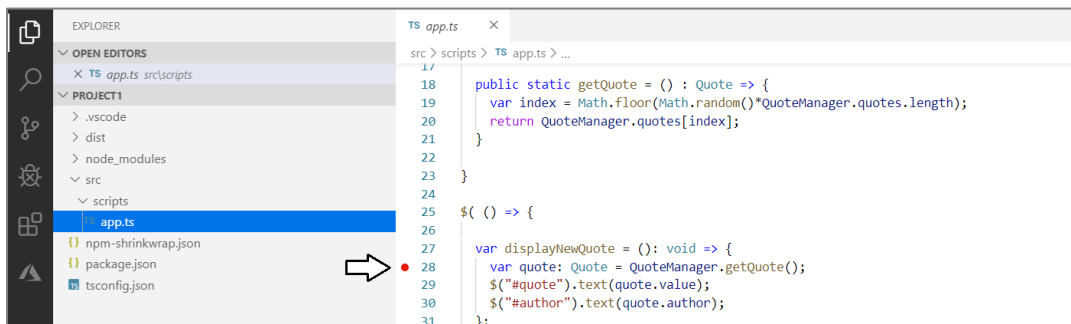 EXPLORER
OPEN EDITORS
TS app.ts src\scripts
PROJECT1
.vscode
dist
node_modules
src
scripts
TS app.ts
{} npm-shrinkwrap.json
{} package.json
TS tsconfig.json
TS app.ts
src > scripts > TS app.ts > ...
17
18 public static getQuote = () : Quote => {
19 var index = Math.floor(Math.random()*QuoteManager.quotes.length);
20 return QuoteManager.quotes[index];
21 }
22
23 }
24
25 $( () => {
26
27 var displayNewQuote = (): void => {
28 var quote: Quote = QuoteManager.getQuote();
29 $("#quote").text(quote.value);
30 $("#author").text(quote.author);
31 };